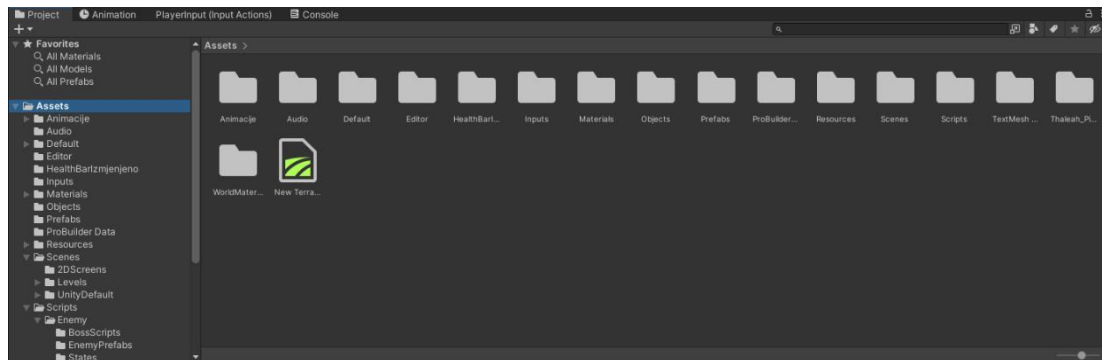 Project Animation PlayerInput (Input Actions) Console
Favorites
All Materials
All Models
All Prefabs
Assets
Animacije
Audio
Default
Editor
HealthBarIzmjenjeno
Inputs
Materials
Objects
Prefabs
ProBuilder Data
Resources
Scenes
2DScreens
Levels
UnityDefault
Scripts
Enemy
BossScripts
EnemyPrefabs
States
Assets >
Animacije Audio Default Editor HealthBarI... Inputs Materials Objects Prefabs ProBuilder... Resources Scenes Scripts TextMesh ... Thaleah_Pi...
WorldMater... New Terra...